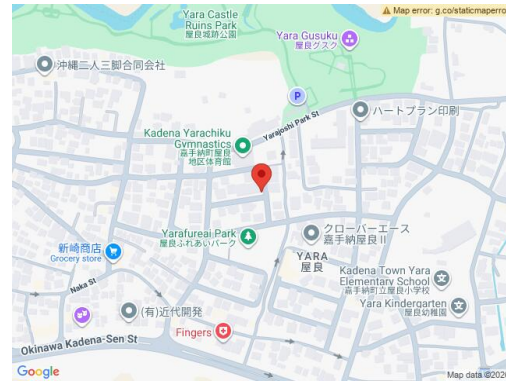 Map error: g.co/staticmaperro
Yara Castle
Ruins Park
屋良城跡公園
Yara Gusuku
屋良グスク
沖縄二人三脚合同会社
P
ハートプラン印刷
Yarajoshi Park St
Kadena Yarachiku
Gymnastics
嘉手納町屋良
地区体育館
Yarafureai Park
屋良ふれあいパーク
クローバーエース
嘉手納屋良Ⅱ
新崎商店
Grocery store
YARA
屋良
Kadena Town Yara
Elementary School
嘉手納町立屋良小学校
Naka St
Yara Kindergarten
屋良幼稚園
(有)近代開発
Fingers
Okinawa Kadena-Sen St
Google
Map data ©2026